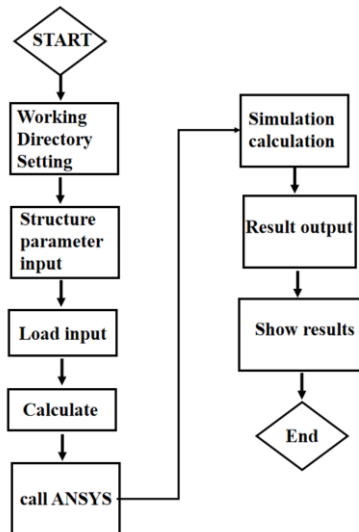 START
Working
Directory
Setting
Structure
parameter
input
Load input
Calculate
call ANSYS
Simulation
calculation
Result output
Show results
End